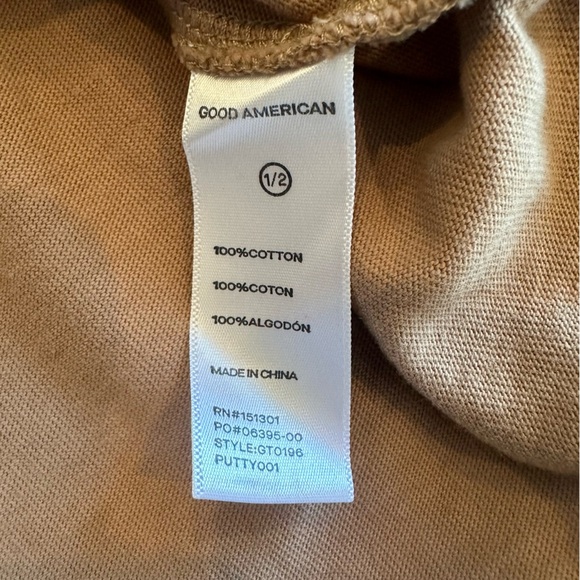 GOOD AMERICAN
1/2
100%COTTON
100%COTON
100%ALGODÓN
MADE IN CHINA
RN#151301
PO#06395-00
STYLE:GT0196
PUTTY001